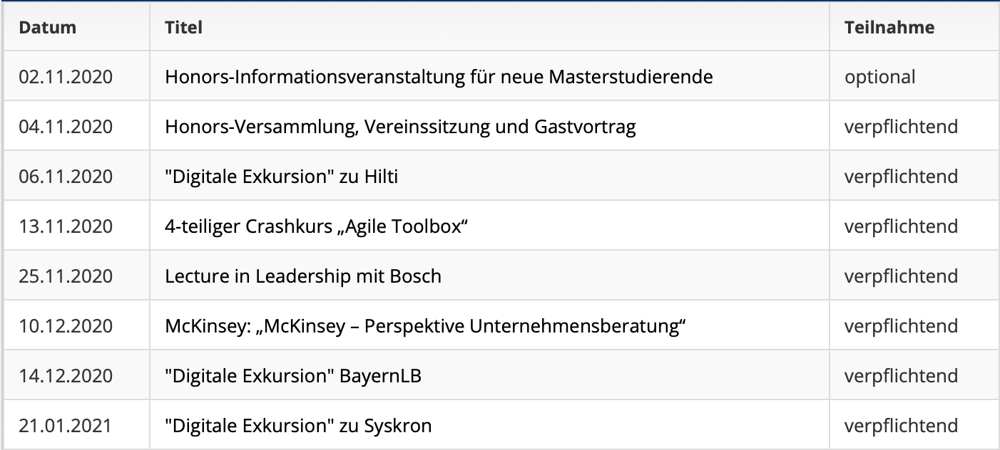 Datum Titel Teilnahme
02.11.2020 Honors-Informationsveranstaltung für neue Masterstudierende optional
04.11.2020 Honors-Versammlung, Vereinssitzung und Gastvortrag verpflichtend
06.11.2020 "Digitale Exkursion" zu Hilti verpflichtend
13.11.2020 4-teiliger Crashkurs „Agile Toolbox“ verpflichtend
25.11.2020 Lecture in Leadership mit Bosch verpflichtend
10.12.2020 McKinsey: „McKinsey – Perspektive Unternehmensberatung“ verpflichtend
14.12.2020 "Digitale Exkursion" BayernLB verpflichtend
21.01.2021 "Digitale Exkursion" zu Syskron verpflichtend